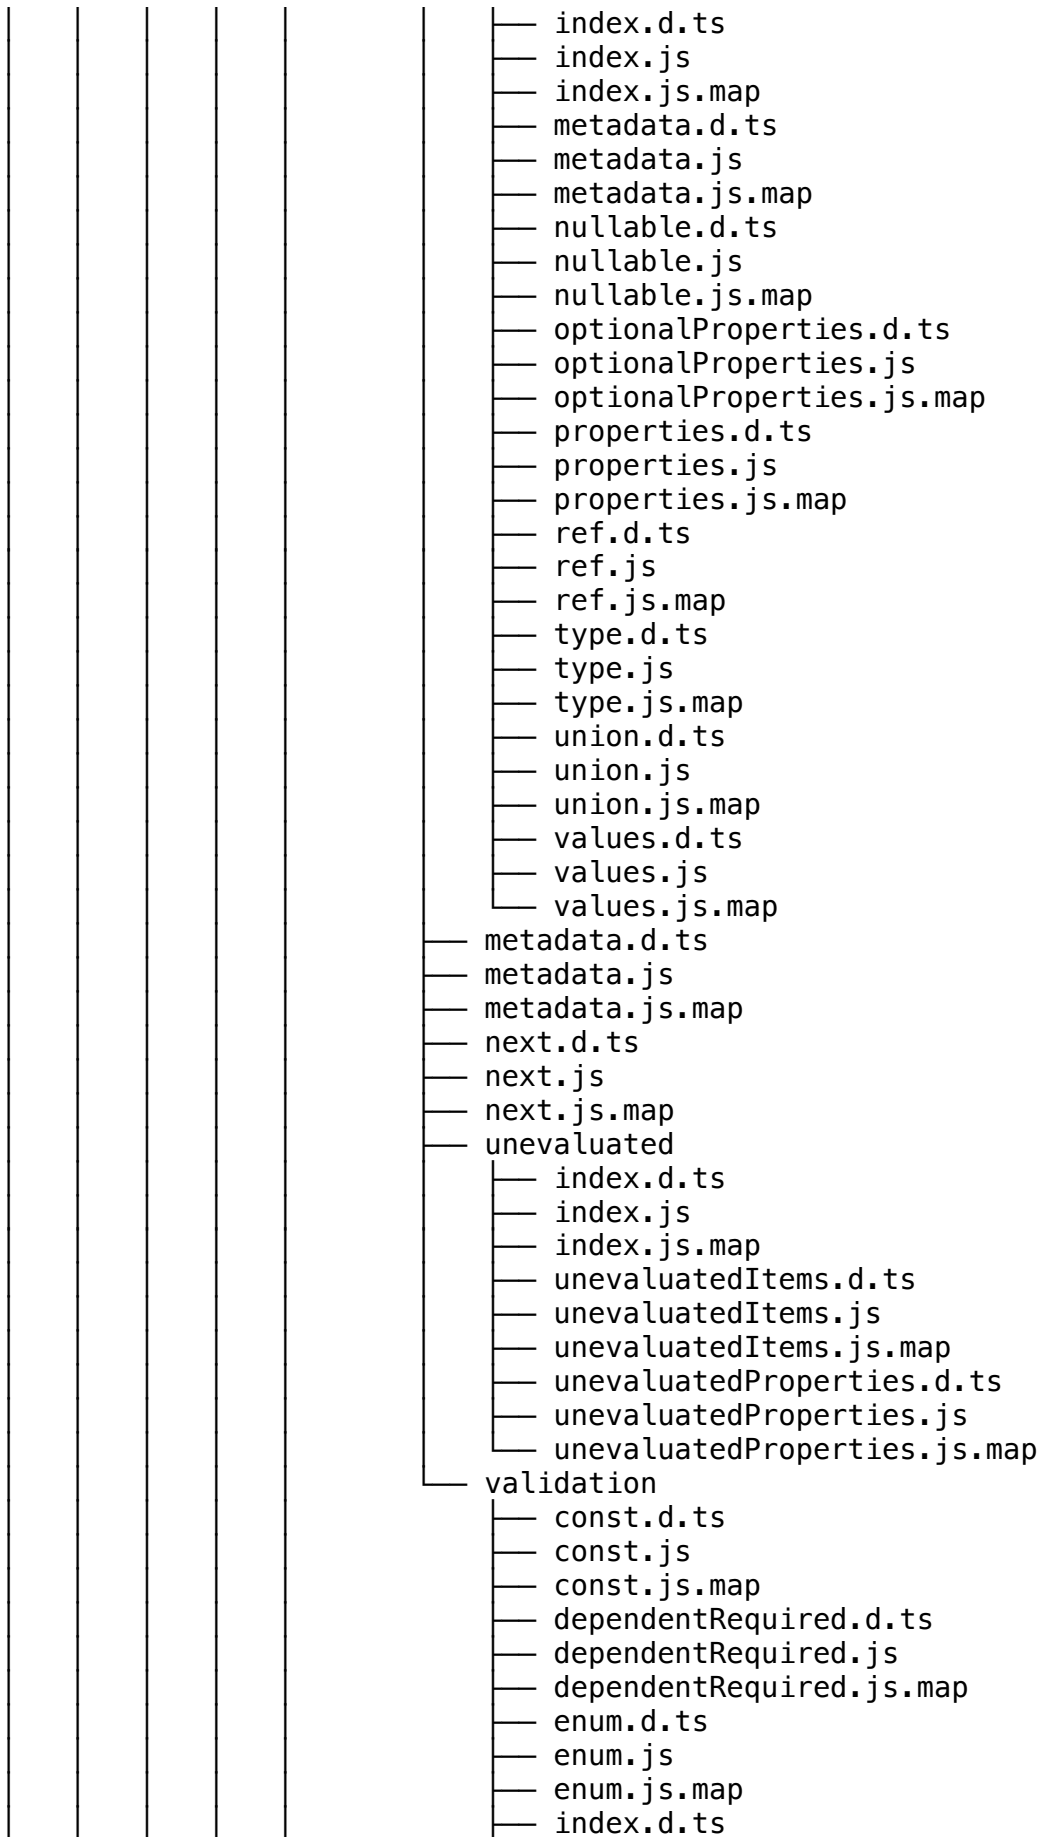 │   │   │   │   │       │   ├── index.d.ts
│   │   │   │   │       │   ├── index.js
│   │   │   │   │       │   ├── index.js.map
│   │   │   │   │       │   ├── metadata.d.ts
│   │   │   │   │       │   ├── metadata.js
│   │   │   │   │       │   ├── metadata.js.map
│   │   │   │   │       │   ├── nullable.d.ts
│   │   │   │   │       │   ├── nullable.js
│   │   │   │   │       │   ├── nullable.js.map
│   │   │   │   │       │   ├── optionalProperties.d.ts
│   │   │   │   │       │   ├── optionalProperties.js
│   │   │   │   │       │   ├── optionalProperties.js.map
│   │   │   │   │       │   ├── properties.d.ts
│   │   │   │   │       │   ├── properties.js
│   │   │   │   │       │   ├── properties.js.map
│   │   │   │   │       │   ├── ref.d.ts
│   │   │   │   │       │   ├── ref.js
│   │   │   │   │       │   ├── ref.js.map
│   │   │   │   │       │   ├── type.d.ts
│   │   │   │   │       │   ├── type.js
│   │   │   │   │       │   ├── type.js.map
│   │   │   │   │       │   ├── union.d.ts
│   │   │   │   │       │   ├── union.js
│   │   │   │   │       │   ├── union.js.map
│   │   │   │   │       │   ├── values.d.ts
│   │   │   │   │       │   ├── values.js
│   │   │   │   │       │   └── values.js.map
│   │   │   │   │       ├── metadata.d.ts
│   │   │   │   │       ├── metadata.js
│   │   │   │   │       ├── metadata.js.map
│   │   │   │   │       ├── next.d.ts
│   │   │   │   │       ├── next.js
│   │   │   │   │       ├── next.js.map
│   │   │   │   │       ├── unevaluated
│   │   │   │   │       │   ├── index.d.ts
│   │   │   │   │       │   ├── index.js
│   │   │   │   │       │   ├── index.js.map
│   │   │   │   │       │   ├── unevaluatedItems.d.ts
│   │   │   │   │       │   ├── unevaluatedItems.js
│   │   │   │   │       │   ├── unevaluatedItems.js.map
│   │   │   │   │       │   ├── unevaluatedProperties.d.ts
│   │   │   │   │       │   ├── unevaluatedProperties.js
│   │   │   │   │       │   └── unevaluatedProperties.js.map
│   │   │   │   │       └── validation
│   │   │   │   │           ├── const.d.ts
│   │   │   │   │           ├── const.js
│   │   │   │   │           ├── const.js.map
│   │   │   │   │           ├── dependentRequired.d.ts
│   │   │   │   │           ├── dependentRequired.js
│   │   │   │   │           ├── dependentRequired.js.map
│   │   │   │   │           ├── enum.d.ts
│   │   │   │   │           ├── enum.js
│   │   │   │   │           ├── enum.js.map
│   │   │   │   │           ├── index.d.ts